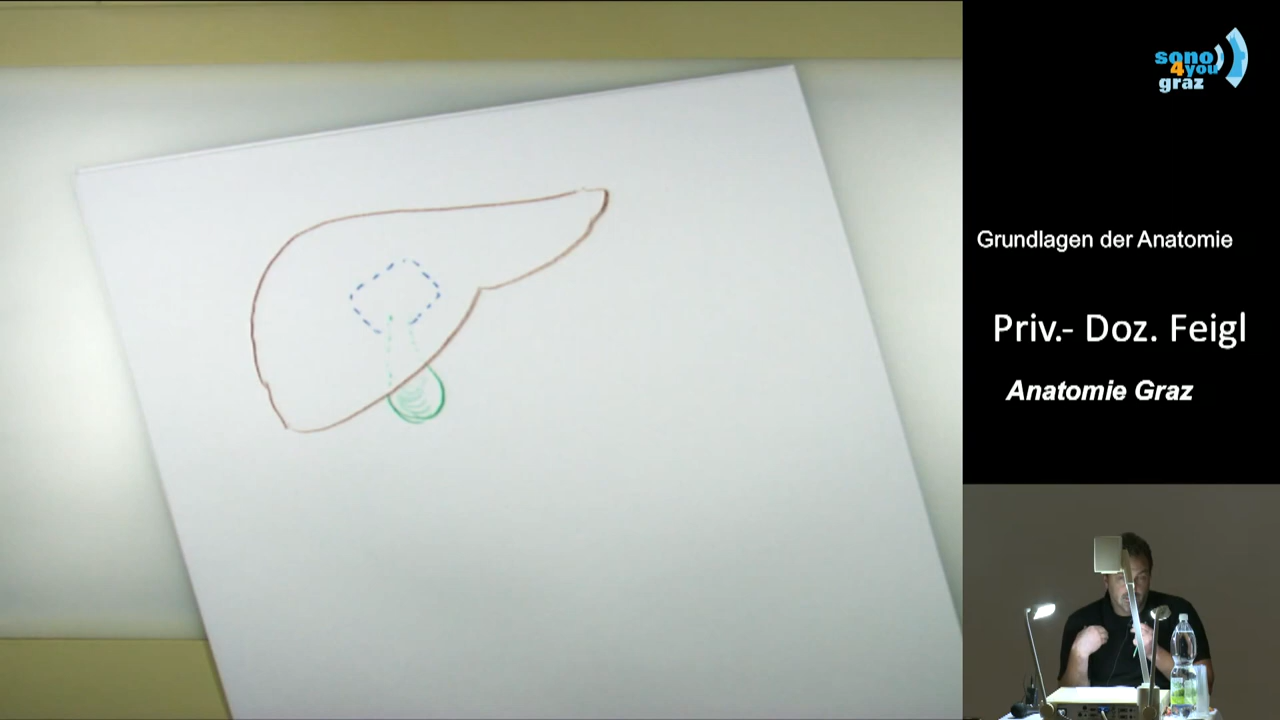 sono
4you
graz
Grundlagen der Anatomie
Priv.- Doz. Feigl
Anatomie Graz